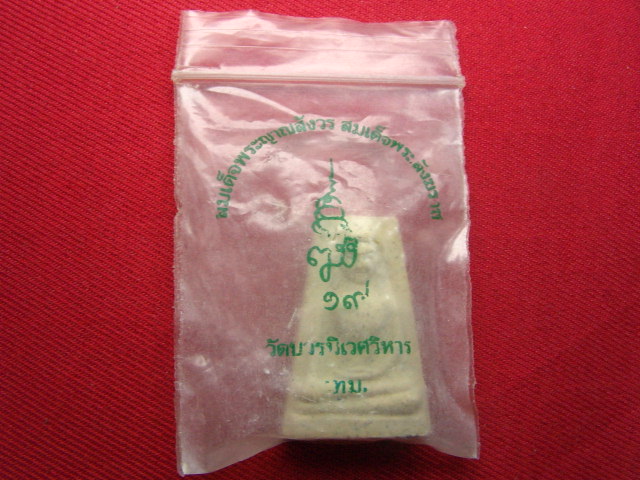 สมเด็จพระญาณสังวร สมเด็จพระสังฆราช
๑๙
วัดบวรนิเวศวิหาร
กทม.